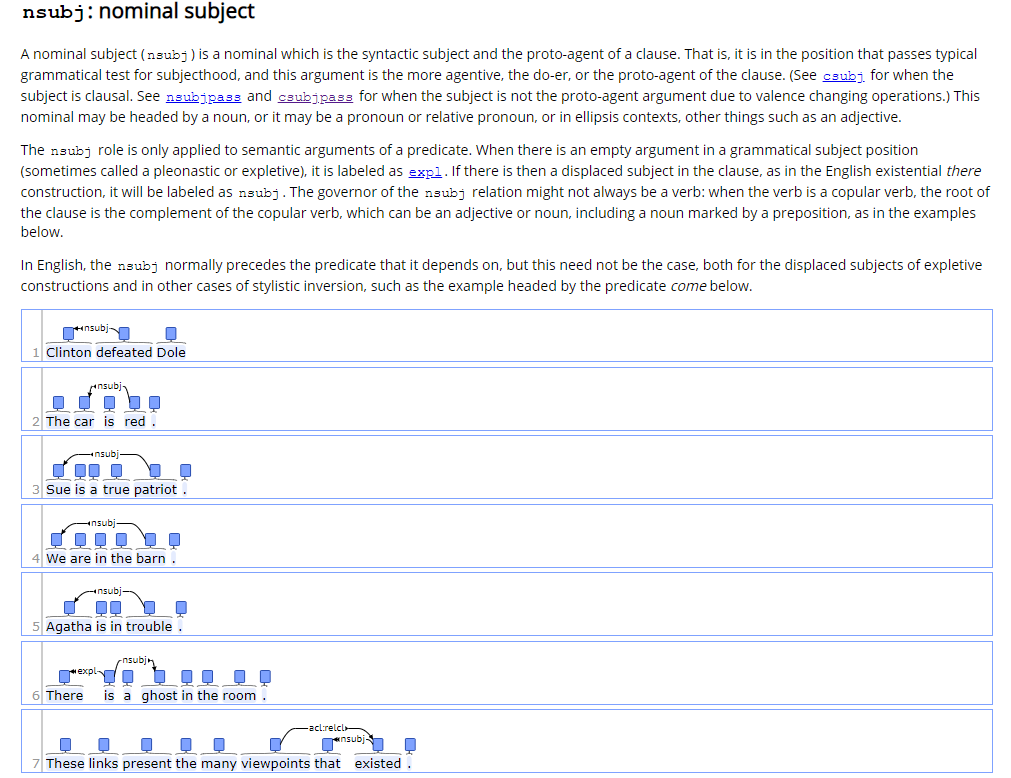 nsubj: nominal subject
A nominal subject (nsubj) is a nominal which is the syntactic subject and the proto-agent of a clause. That is, it is in the position that passes typical
grammatical test for subjecthood, and this argument is the more agentive, the do-er, or the proto-agent of the clause. (See csubj for when the
subject is clausal. See nsubjpass and csubjpass for when the subject is not the proto-agent argument due to valence changing operations.) This
nominal may be headed by a noun, or it may be a pronoun or relative pronoun, or in ellipsis contexts, other things such as an adjective.
The nsubj role is only applied to semantic arguments of a predicate. When there is an empty argument in a grammatical subject position
(sometimes called a pleonastic or expletive), it is labeled as expl. If there is then a displaced subject in the clause, as in the English existential there
construction, it will be labeled as nsubj. The governor of the nsubj relation might not always be a verb: when the verb is a copular verb, the root of
the clause is the complement of the copular verb, which can be an adjective or noun, including a noun marked by a preposition, as in the examples
below.
In English, the nsubj normally precedes the predicate that it depends on, but this need not be the case, both for the displaced subjects of expletive
constructions and in other cases of stylistic inversion, such as the example headed by the predicate come below.
nsubj
1 Clinton defeated Dole
nsubj
2 The car is red .
nsubj
3 Sue is a true patriot .
nsubj
4 We are in the barn .
nsubj
5 Agatha is in trouble .
nsubj
expl
6 There is a ghost in the room .
acl:relcl
nsubj
7 These links present the many viewpoints that existed .